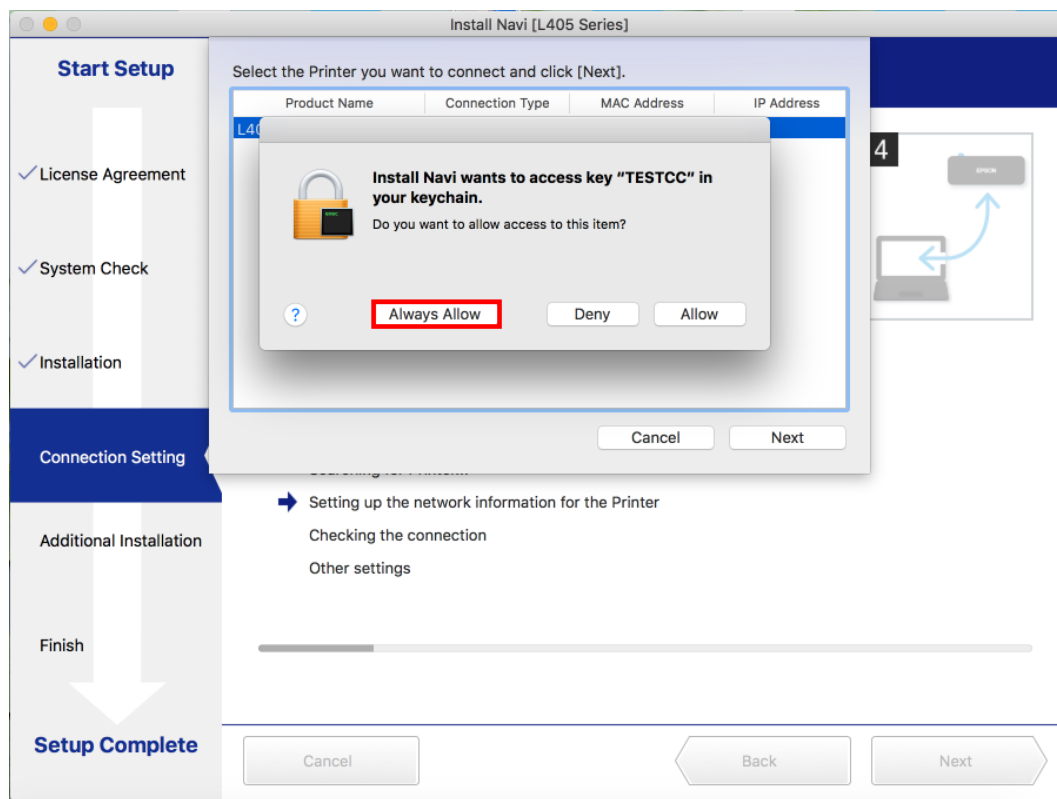 Install Navi [L405 Series]
Start Setup
License Agreement
System Check
Installation
Connection Setting
Additional Installation
Finish
Setup Complete
Select the Printer you want to connect and click [Next].
Product Name Connection Type MAC Address IP Address
L40
Install Navi wants to access key “TESTCC” in
your keychain.
Do you want to allow access to this item?
? Always Allow Deny Allow
Cancel Next
4
EPSON
Setting up the network information for the Printer
Checking the connection
Other settings
Cancel Back Next